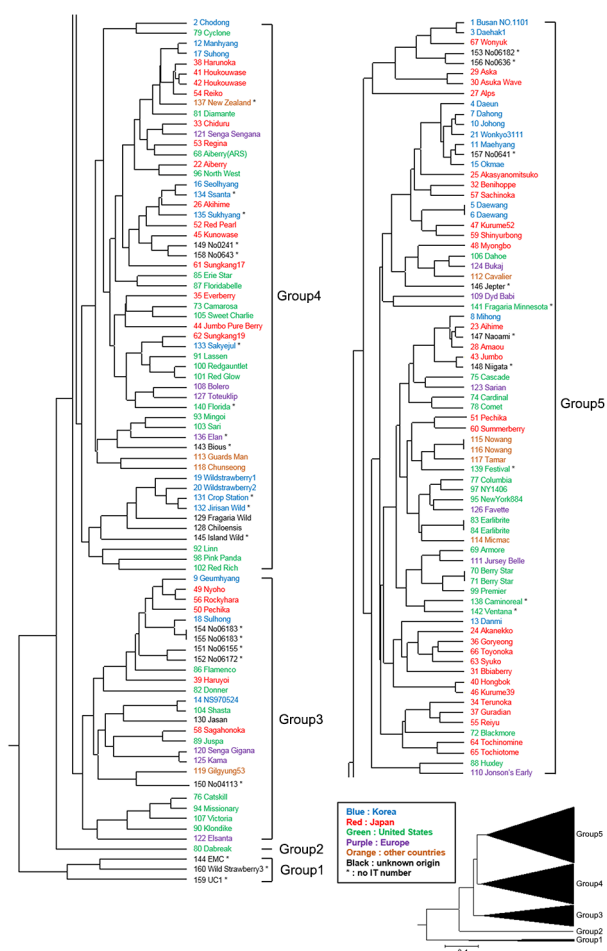 2 Chodong
79 Cyclone
12 Manhyang
17 Suhong
38 Harunoka
41 Houkouwase
42 Houkouwase
54 Reiko
137 New Zealand *
81 Diamante
33 Chiduru
121 Senga Sengana
53 Regina
68 Aiberry(ARS)
22 Aiberry
96 North West
16 Seolhyang
134 Ssanta *
26 Akihime
135 Sukhyang *
52 Red Pearl
45 Kunowase
149 No0241 *
158 No0643 *
61 Sungkang17
85 Erie Star
87 Floridabelle
35 Everberry
73 Camarosa
105 Sweet Charlie
44 Jumbo Pure Berry
62 Sungkang19
133 Sakyejul *
91 Lassen
100 Redgauntlet
101 Red Glow
108 Bolero
127 Toteuklip
140 Florida *
93 Mingoi
103 Sari
136 Elan *
143 Bious *
113 Guards Man
118 Chunseong
19 Wildstrawberry1
20 Wildstrawberry2
131 Crop Station *
132 Jirisan Wild *
129 Fragaria Wild
128 Chiloensis
145 Island Wild *
92 Linn
98 Pink Panda
102 Red Rich
Group4
9 Geumhyang
49 Nyoho
56 Rockyhara
50 Pechika
18 Sulhong
154 No06183 *
155 No06183 *
151 No06155 *
152 No06172 *
86 Flamenco
39 Haruyoi
82 Donner
14 NS970524
104 Shasta
130 Jasan
58 Sagahonoka
89 Juspa
120 Senga Gigana
125 Kama
119 Gilgyung53
150 No04113 *
76 Catskill
94 Missionary
107 Victoria
90 Klondike
122 Elsanta
Group3
80 Dabreak
Group2
144 EMC *
160 Wild Strawberry3 *
159 UC1 *
Group1
1 Busan NO.1101
3 Daehak1
67 Wonyuk
153 No06182 *
156 No0636 *
29 Aska
30 Asuka Wave
27 Alps
4 Daeun
7 Dahong
10 Johong
21 Wonkyo3111
11 Maehyang
157 No0641 *
15 Okmae
25 Akasyanomitsuko
32 Benihoppe
57 Sachinoka
5 Daewang
6 Daewang
47 Kurume52
59 Shinyurbong
48 Myongbo
106 Dahoe
124 Bukaj
112 Cavalier
146 Jepter *
109 Dyd Babi
141 Fragaria Minnesota *
8 Mihong
23 Aihime
147 Naoami *
28 Amaou
43 Jumbo
148 Niigata *
75 Cascade
123 Sarian
74 Cardinal
78 Comet
51 Pechika
60 Summerberry
115 Nowang
116 Nowang
117 Tamar
139 Festival *
77 Columbia
97 NY1406
95 NewYork884
126 Favette
83 Earlibrite
84 Earlibrite
114 Micmac
69 Armore
111 Jursey Belle
70 Berry Star
71 Berry Star
99 Premier
138 Caminoreal *
142 Ventana *
13 Danmi
24 Akanekko
36 Goryeong
66 Toyonoka
63 Syuko
31 Bbiaberry
40 Hongbok
46 Kurume39
34 Terunoka
37 Guradian
55 Reiyu
72 Blackmore
64 Tochinomine
65 Tochiotome
88 Huxley
110 Jonson's Early
Group5
Blue : Korea
Red : Japan
Green : United States
Purple : Europe
Orange : other countries
Black : unknown origin
* : no IT number
Group5
Group4
Group3
Group2
Group1